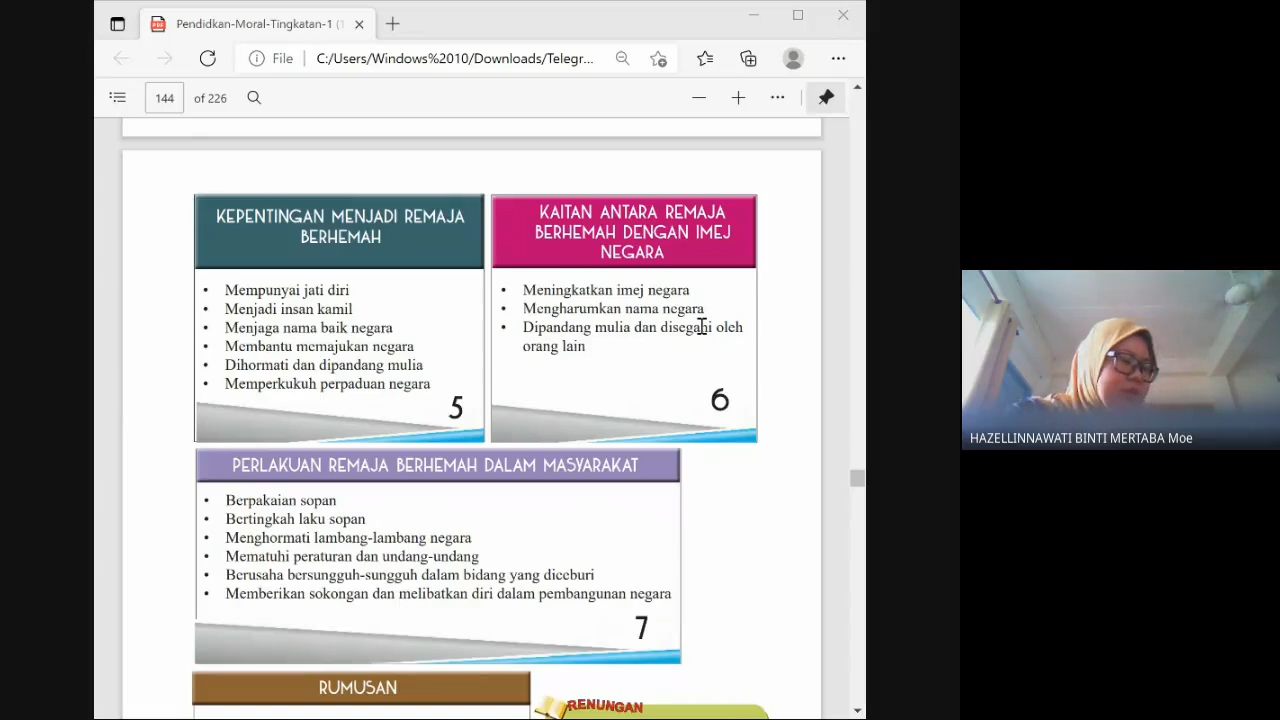 Pendidkan-Moral-Tingkatan-1 (1
File
C:/Users/Windows%2010/Downloads/Telegr...
144
of 226
KEPENTINGAN MENJADI REMAJA
BERHEMAH
• Mempunyai jati diri
• Menjadi insan kamil
• Menjaga nama baik negara
• Membantu memajukan negara
• Dihormati dan dipandang mulia
• Memperkukuh perpaduan negara
5
KAITAN ANTARA REMAJA
BERHEMAH DENGAN IMEJ
NEGARA
• Meningkatkan imej negara
• Mengharumkan nama negara
• Dipandang mulia dan disegani oleh
orang lain
6
PERLAKUAN REMAJA BERHEMAH DALAM MASYARAKAT
• Berpakaian sopan
• Bertingkah laku sopan
• Menghormati lambang-lambang negara
• Mematuhi peraturan dan undang-undang
• Berusaha bersungguh-sungguh dalam bidang yang diceburi
• Memberikan sokongan dan melibatkan diri dalam pembangunan negara
7
RUMUSAN
RENUNGAN
HAZELLINNAWATI BINTI MERTABA Moe